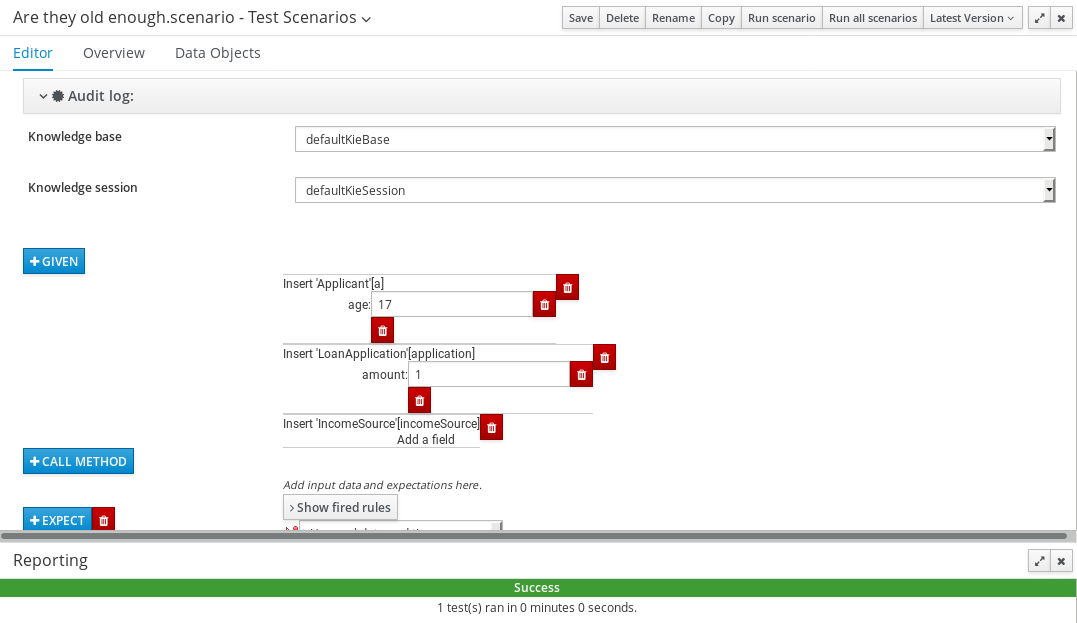 Are they old enough.scenario - Test Scenarios
Save Delete Rename Copy Run scenario Run all scenarios Latest Version
Editor Overview Data Objects
Audit log:
Knowledge base defaultKieBase
Knowledge session defaultKieSession
GIVEN
Insert 'Applicant'[a]
age: 17
Insert 'LoanApplication'[application]
amount: 1
Insert 'IncomeSource'[incomeSource]
Add a field
CALL METHOD
Add input data and expectations here.
Show fired rules
EXPECT
Reporting
Success
1 test(s) ran in 0 minutes 0 seconds.